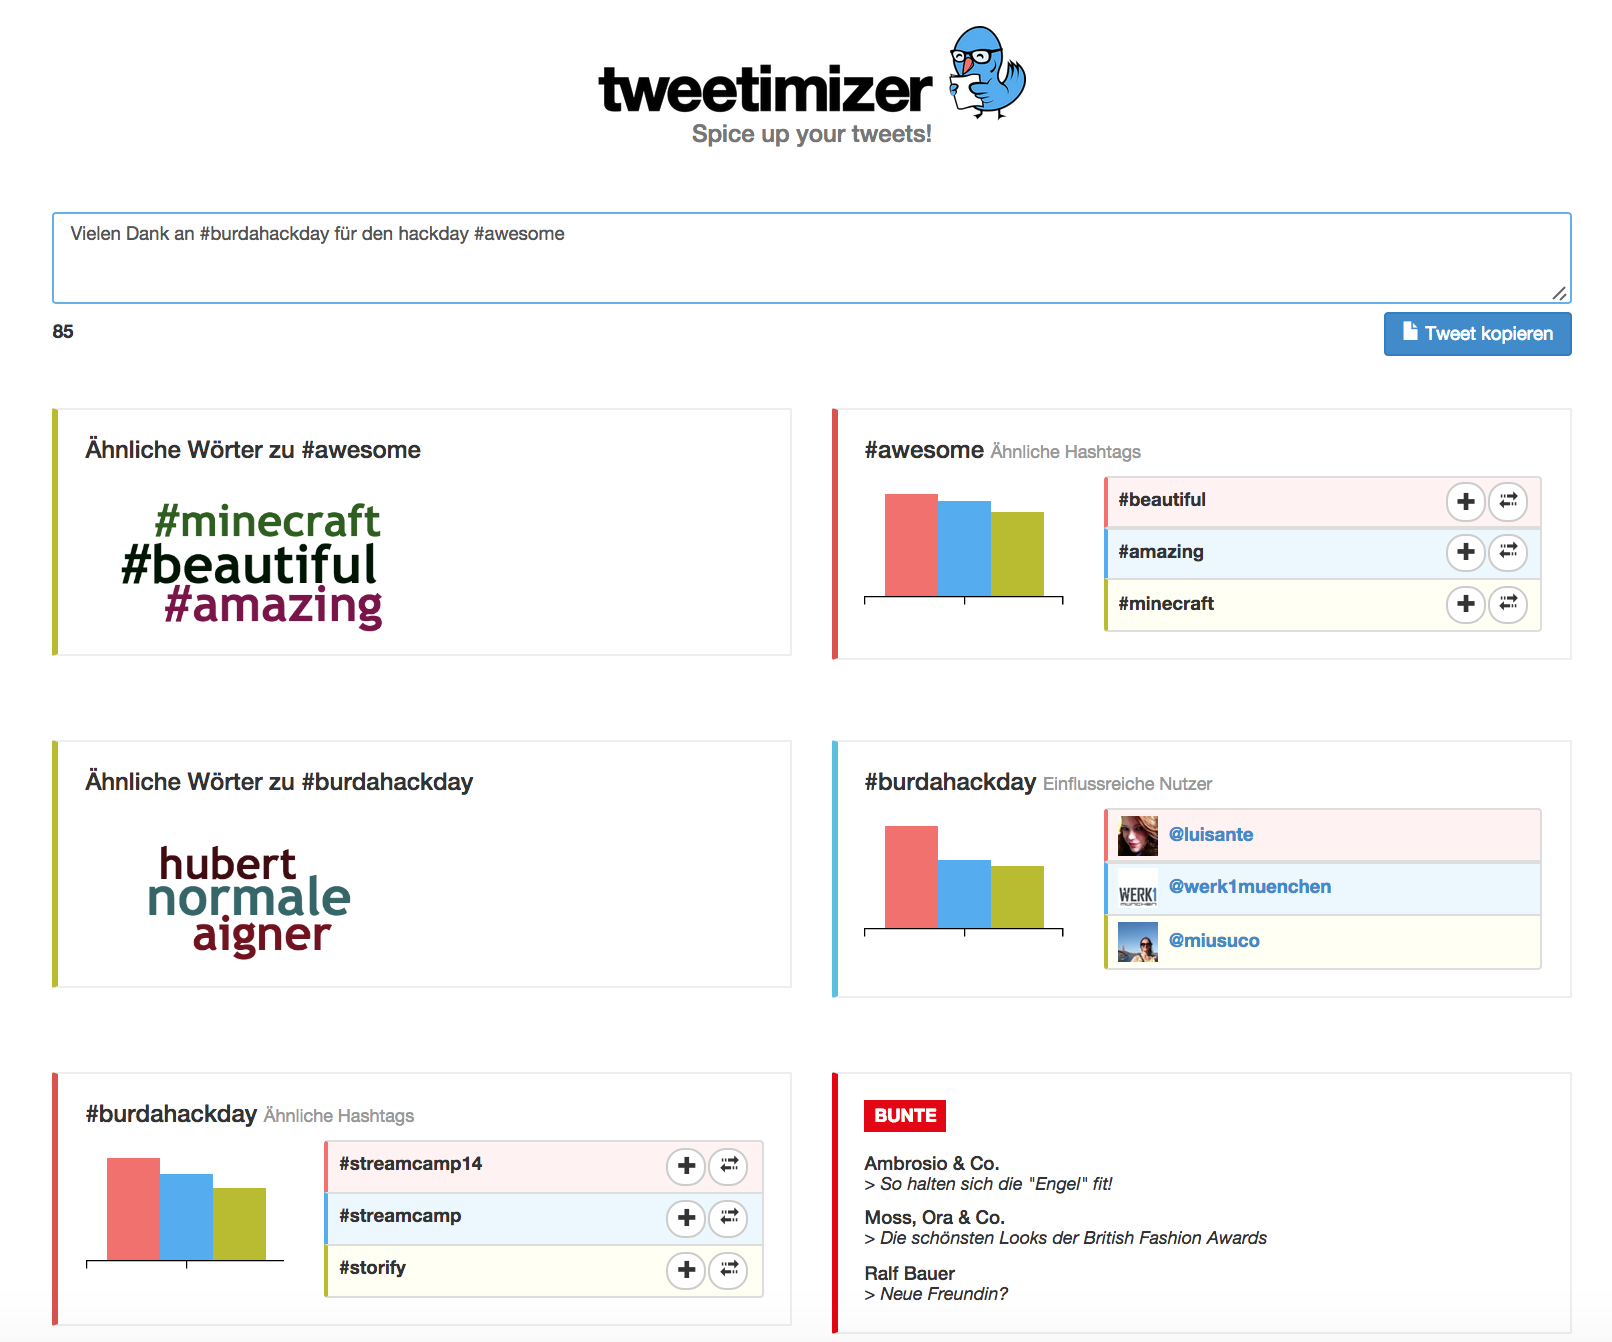 tweetimizer
Spice up your tweets!
Vielen Dank an #burdahackday für den hackday #awesome
85
Tweet kopieren
Ähnliche Wörter zu #awesome
#minecraft
#beautiful
#amazing
#awesome Ähnliche Hashtags
#beautiful
#amazing
#minecraft
Ähnliche Wörter zu #burdahackday
hubert
normale
aigner
#burdahackday Einflussreiche Nutzer
@luisante
WERK1
MÜNCHEN
@werk1muenchen
@miusuco
#burdahackday Ähnliche Hashtags
#streamcamp14
#streamcamp
#storify
BUNTE
Ambrosio & Co.
> So halten sich die "Engel" fit!
Moss, Ora & Co.
> Die schönsten Looks der British Fashion Awards
Ralf Bauer
> Neue Freundin?